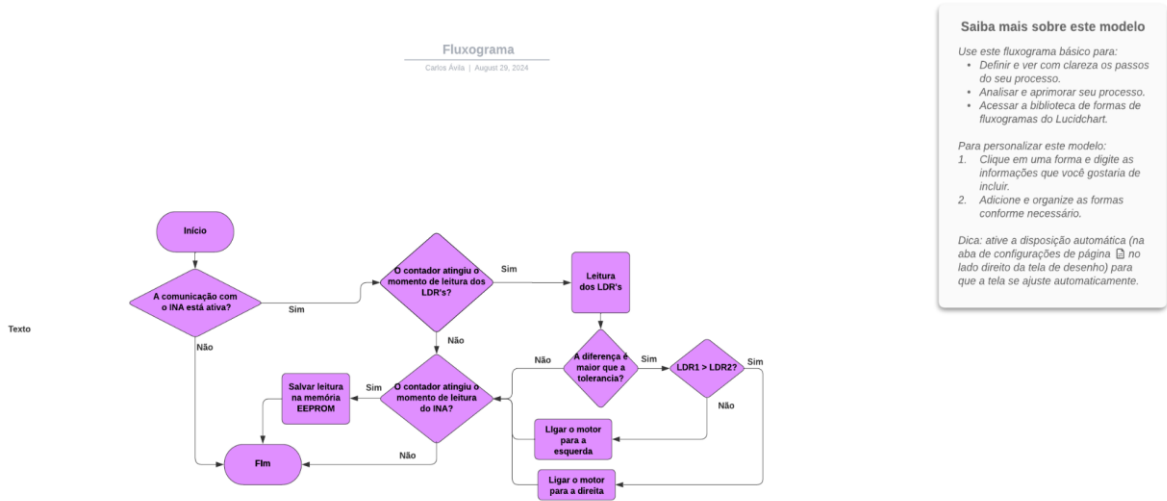 Fluxograma
Carlos Ávila | August 29, 2024
Saiba mais sobre este modelo
Use este fluxograma básico para:
• Definir e ver com clareza os passos
do seu processo.
• Analisar e aprimorar seu processo.
• Acessar a biblioteca de formas de
fluxogramas do Lucidchart.
Para personalizar este modelo:
1. Clique em uma forma e digite as
informações que você gostaria de
incluir.
2. Adicione e organize as formas
conforme necessário.
Dica: ative a disposição automática (na
aba de configurações de página no
lado direito da tela de desenho) para
que a tela se ajuste automaticamente.
Texto
Início
A comunicação com
o INA está ativa?
Sim
Não
O contador atingiu o
momento de leitura dos
LDR's?
Sim
Não
Leitura
dos LDR's
A diferença é
maior que a
tolerancia?
Não
Sim
LDR1 > LDR2?
Sim
Não
O contador atingiu o
momento de leitura
do INA?
Sim
Não
Salvar leitura
na memória
EEPROM
LIgar o motor
para a
esquerda
Ligar o motor
para a direita
FIm